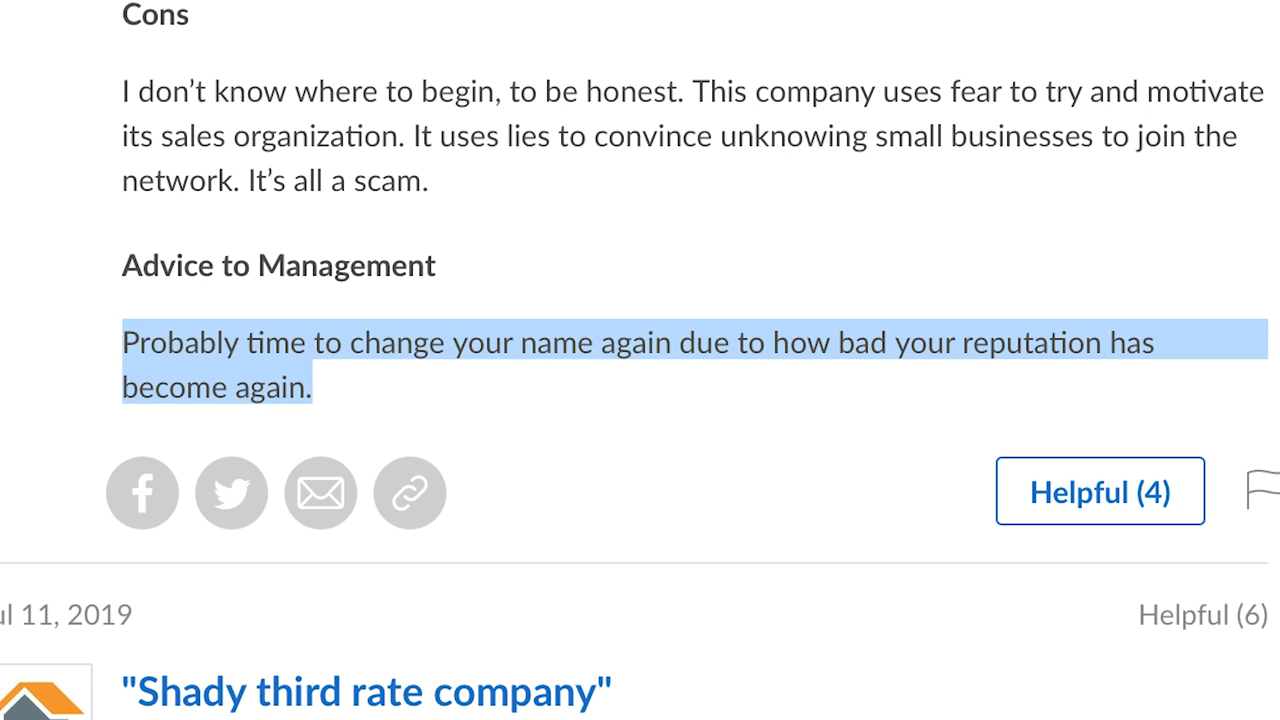 Cons
I don’t know where to begin, to be honest. This company uses fear to try and motivate
its sales organization. It uses lies to convince unknowing small businesses to join the
network. It’s all a scam.
Advice to Management
Probably time to change your name again due to how bad your reputation has
become again.
Helpful (4)
ul 11, 2019
Helpful (6)
"Shady third rate company"